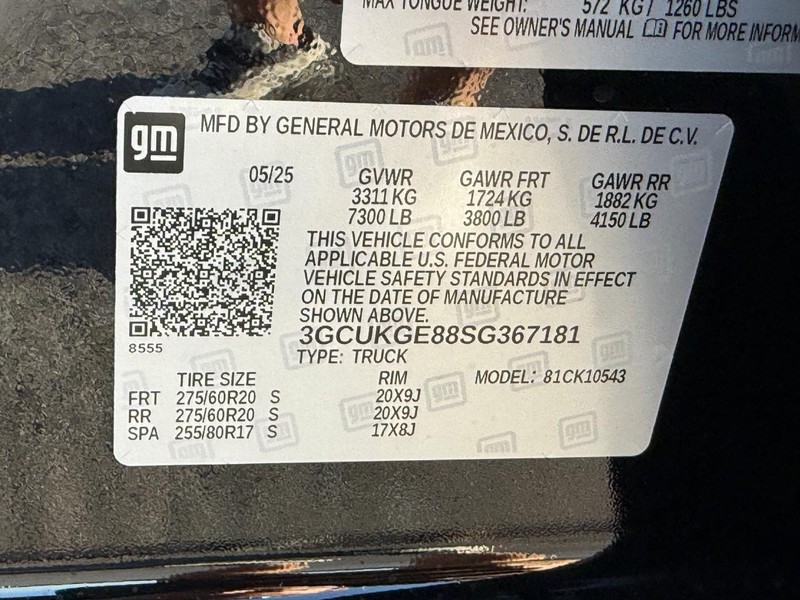 MAX TONGUE WEIGHT: 572 KG / 1260 LBS
SEE OWNER'S MANUAL FOR MORE INFORM
gm MFD BY GENERAL MOTORS DE MEXICO, S. DE R.L. DE C.V.
05/25 GVWR GAWR FRT GAWR RR
3311 KG 1724 KG 1882 KG
7300 LB 3800 LB 4150 LB
THIS VEHICLE CONFORMS TO ALL
APPLICABLE U.S. FEDERAL MOTOR
VEHICLE SAFETY STANDARDS IN EFFECT
ON THE DATE OF MANUFACTURE
SHOWN ABOVE.
3GCUKGE88SG367181
8555
TYPE: TRUCK
TIRE SIZE RIM MODEL: 81CK10543
FRT 275/60R20 S 20X9J
RR 275/60R20 S 20X9J
SPA 255/80R17 S 17X8J